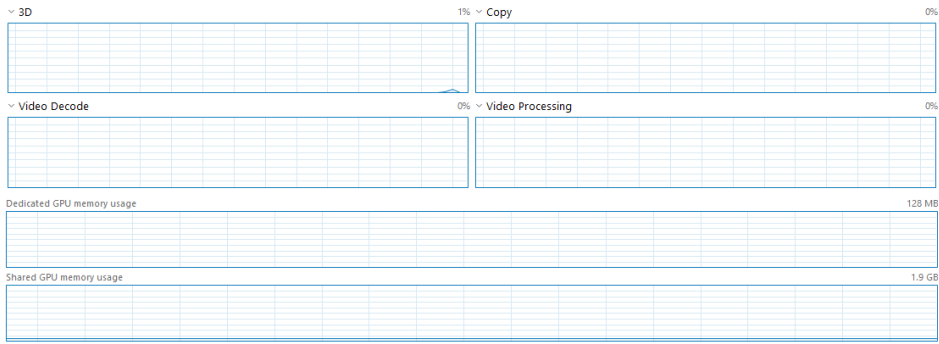 3D 1% Copy 0%
Video Decode 0% Video Processing 0%
Dedicated GPU memory usage 128 MB
Shared GPU memory usage 1.9 GB